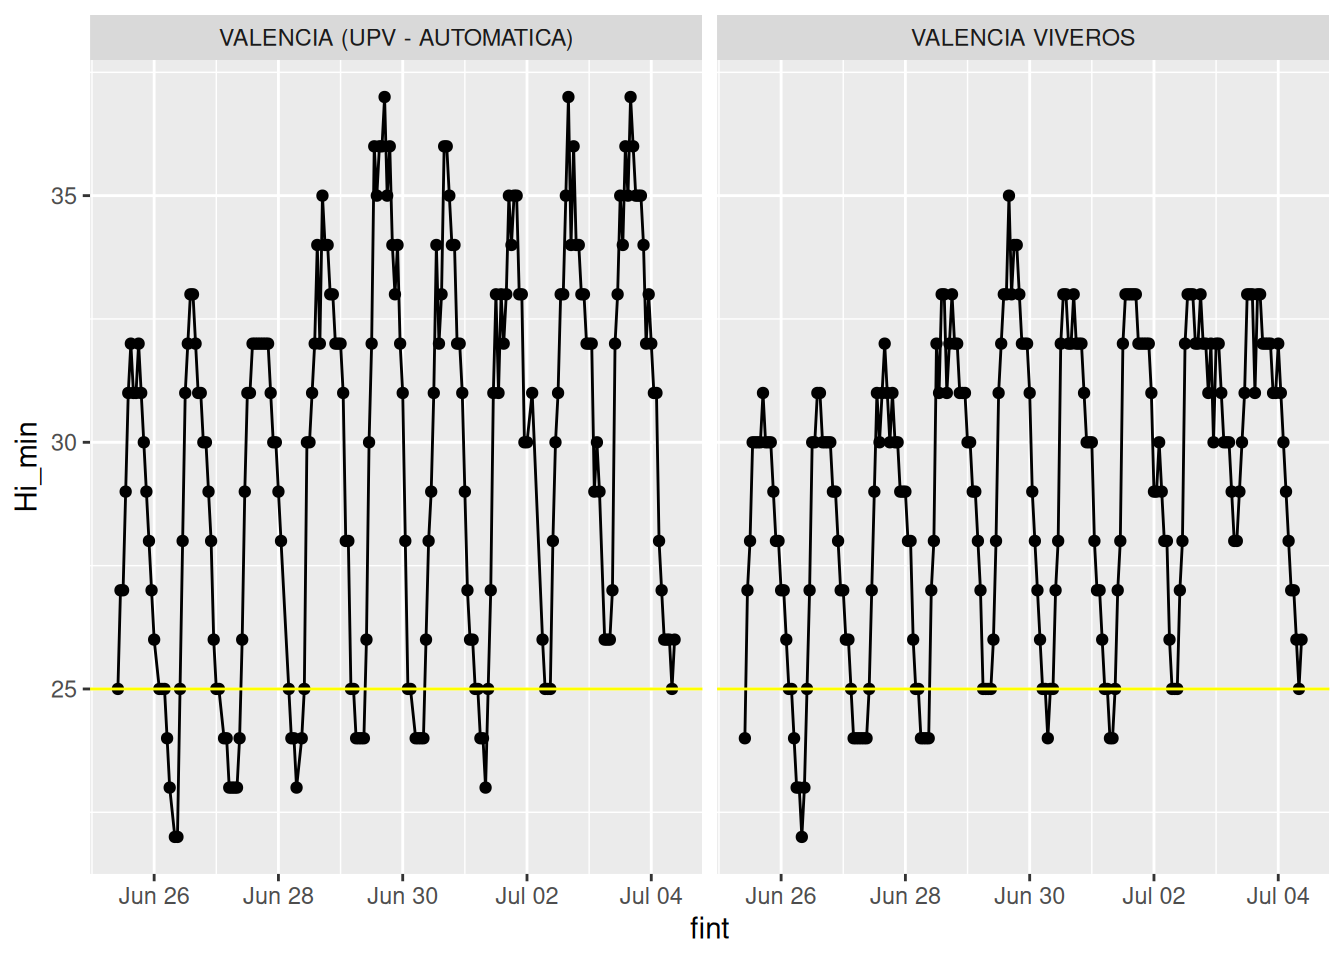 VALENCIA (UPV - AUTOMATICA)
VALENCIA VIVEROS
Hi_min
35
30
25
Jun 26
Jun 28
Jun 30
Jul 02
Jul 04
Jun 26
Jun 28
Jun 30
Jul 02
Jul 04
fint